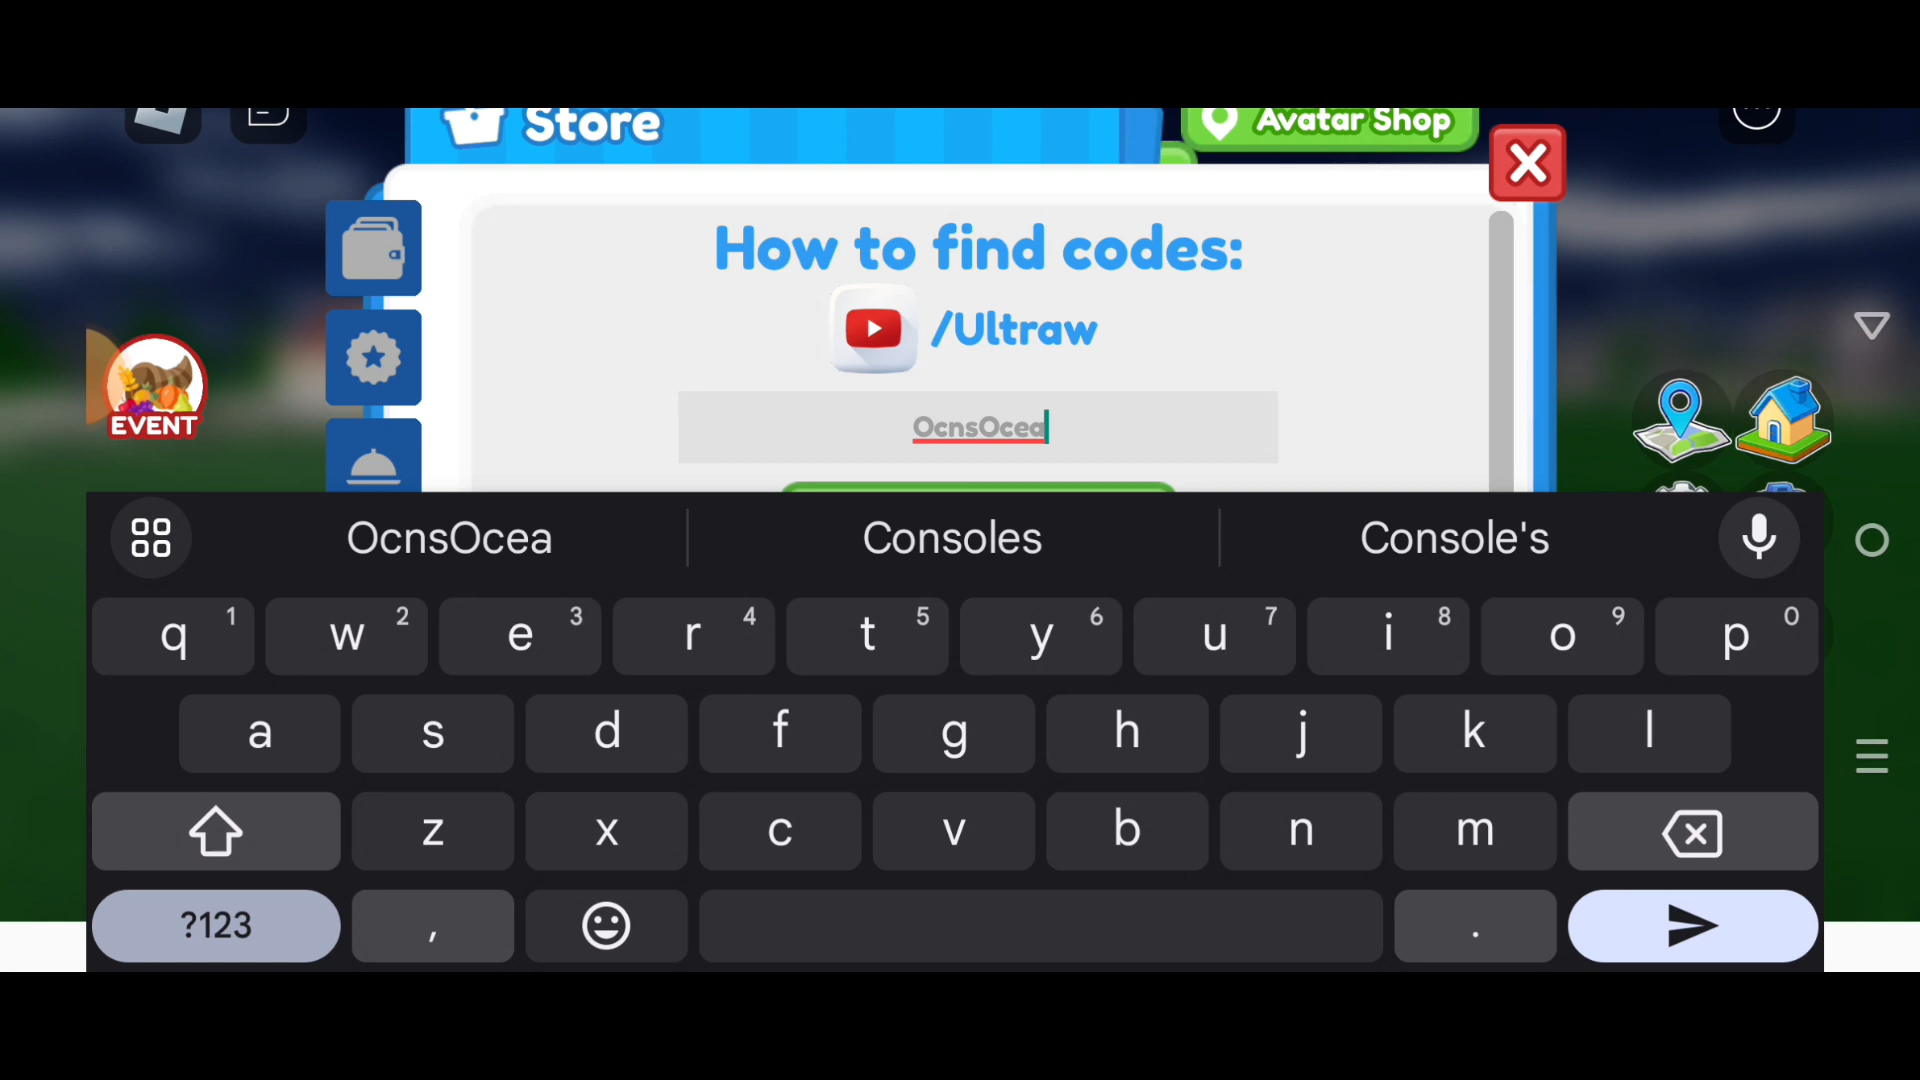 Store
Avatar Shop
How to find codes:
/Ultraw
EVENT
OcnsOcea
OcnsOcea Consoles Console's
q 1 w 2 e 3 r 4 t 5 y 6 u 7 i 8 o 9 p 0
a s d f g h j k l
z x c v b n m
?123 , .